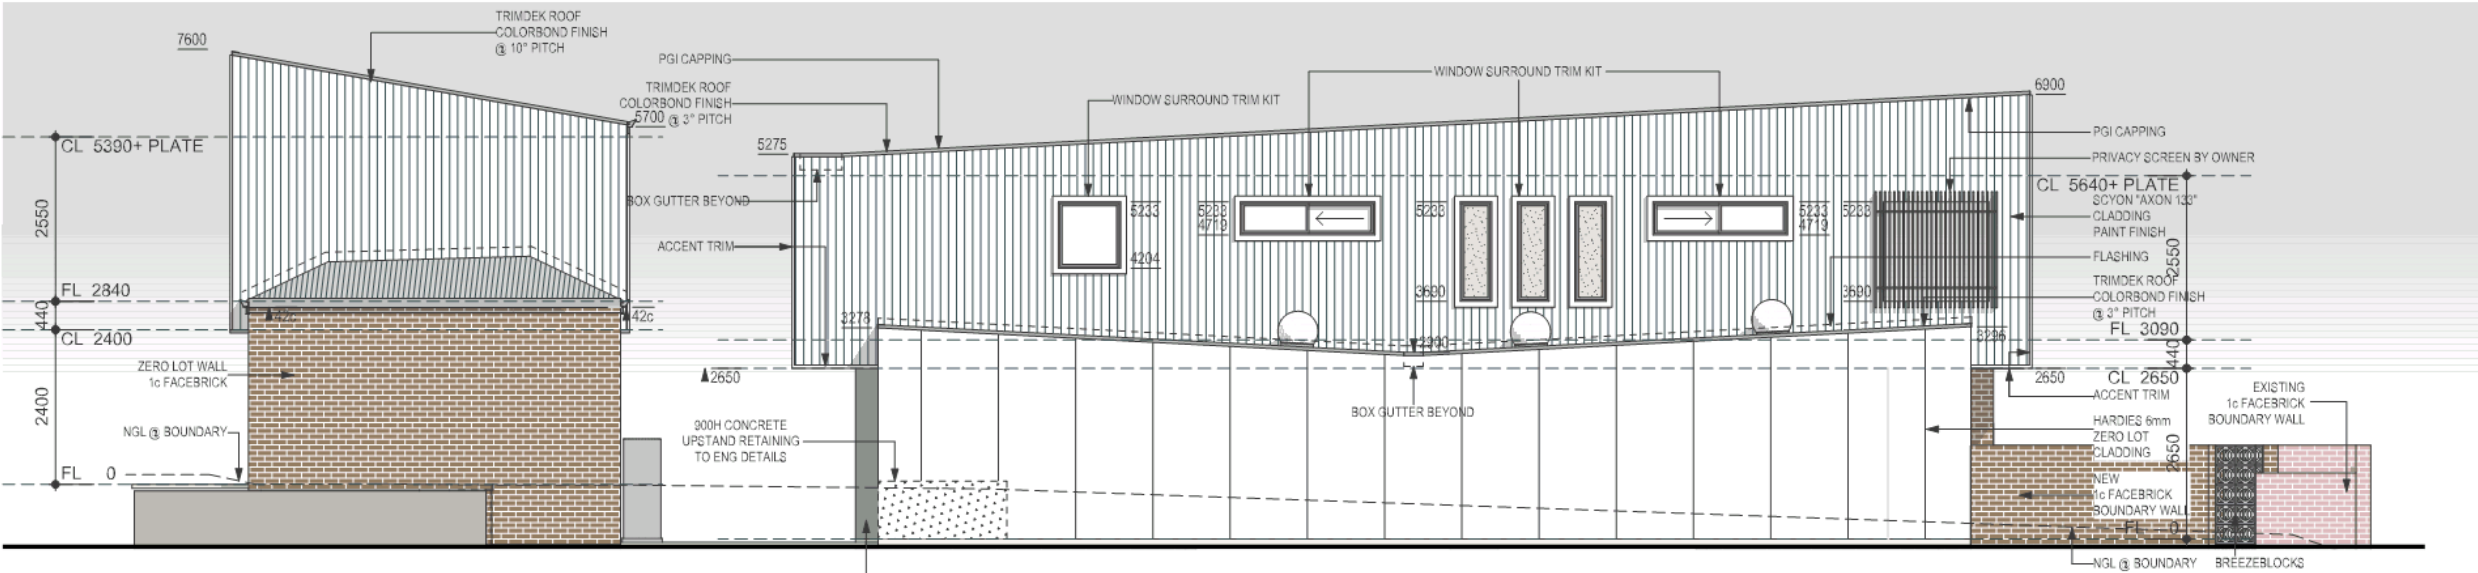 7600
TRIMDEK ROOF
COLORBOND FINISH
@ 10° PITCH
5700
CL 5390+ PLATE
2550
FL 2840
440
CL 2400
42c
42c
ZERO LOT WALL
1c FACEBRICK
2400
NGL @ BOUNDARY
FL 0
PGI CAPPING
TRIMDEK ROOF
COLORBOND FINISH
@ 3° PITCH
5275
BOX GUTTER BEYOND
ACCENT TRIM
3278
2650
900H CONCRETE
UPSTAND RETAINING
TO ENG DETAILS
WINDOW SURROUND TRIM KIT
WINDOW SURROUND TRIM KIT
5233
4204
5233
4719
5233
3690
5233
4719
5233
3690
2900
BOX GUTTER BEYOND
6900
PGI CAPPING
PRIVACY SCREEN BY OWNER
CL 5640+ PLATE
SCYON "AXON 133"
CLADDING
PAINT FINISH
2550
FLASHING
TRIMDEK ROOF
COLORBOND FINISH
@ 3° PITCH
FL 3090
440
2650
CL 2650
ACCENT TRIM
HARDIES 6mm
ZERO LOT
CLADDING
2650
NEW
1c FACEBRICK
BOUNDARY WALL
FL 0
NGL @ BOUNDARY
BREEZEBLOCKS
EXISTING
1c FACEBRICK
BOUNDARY WALL